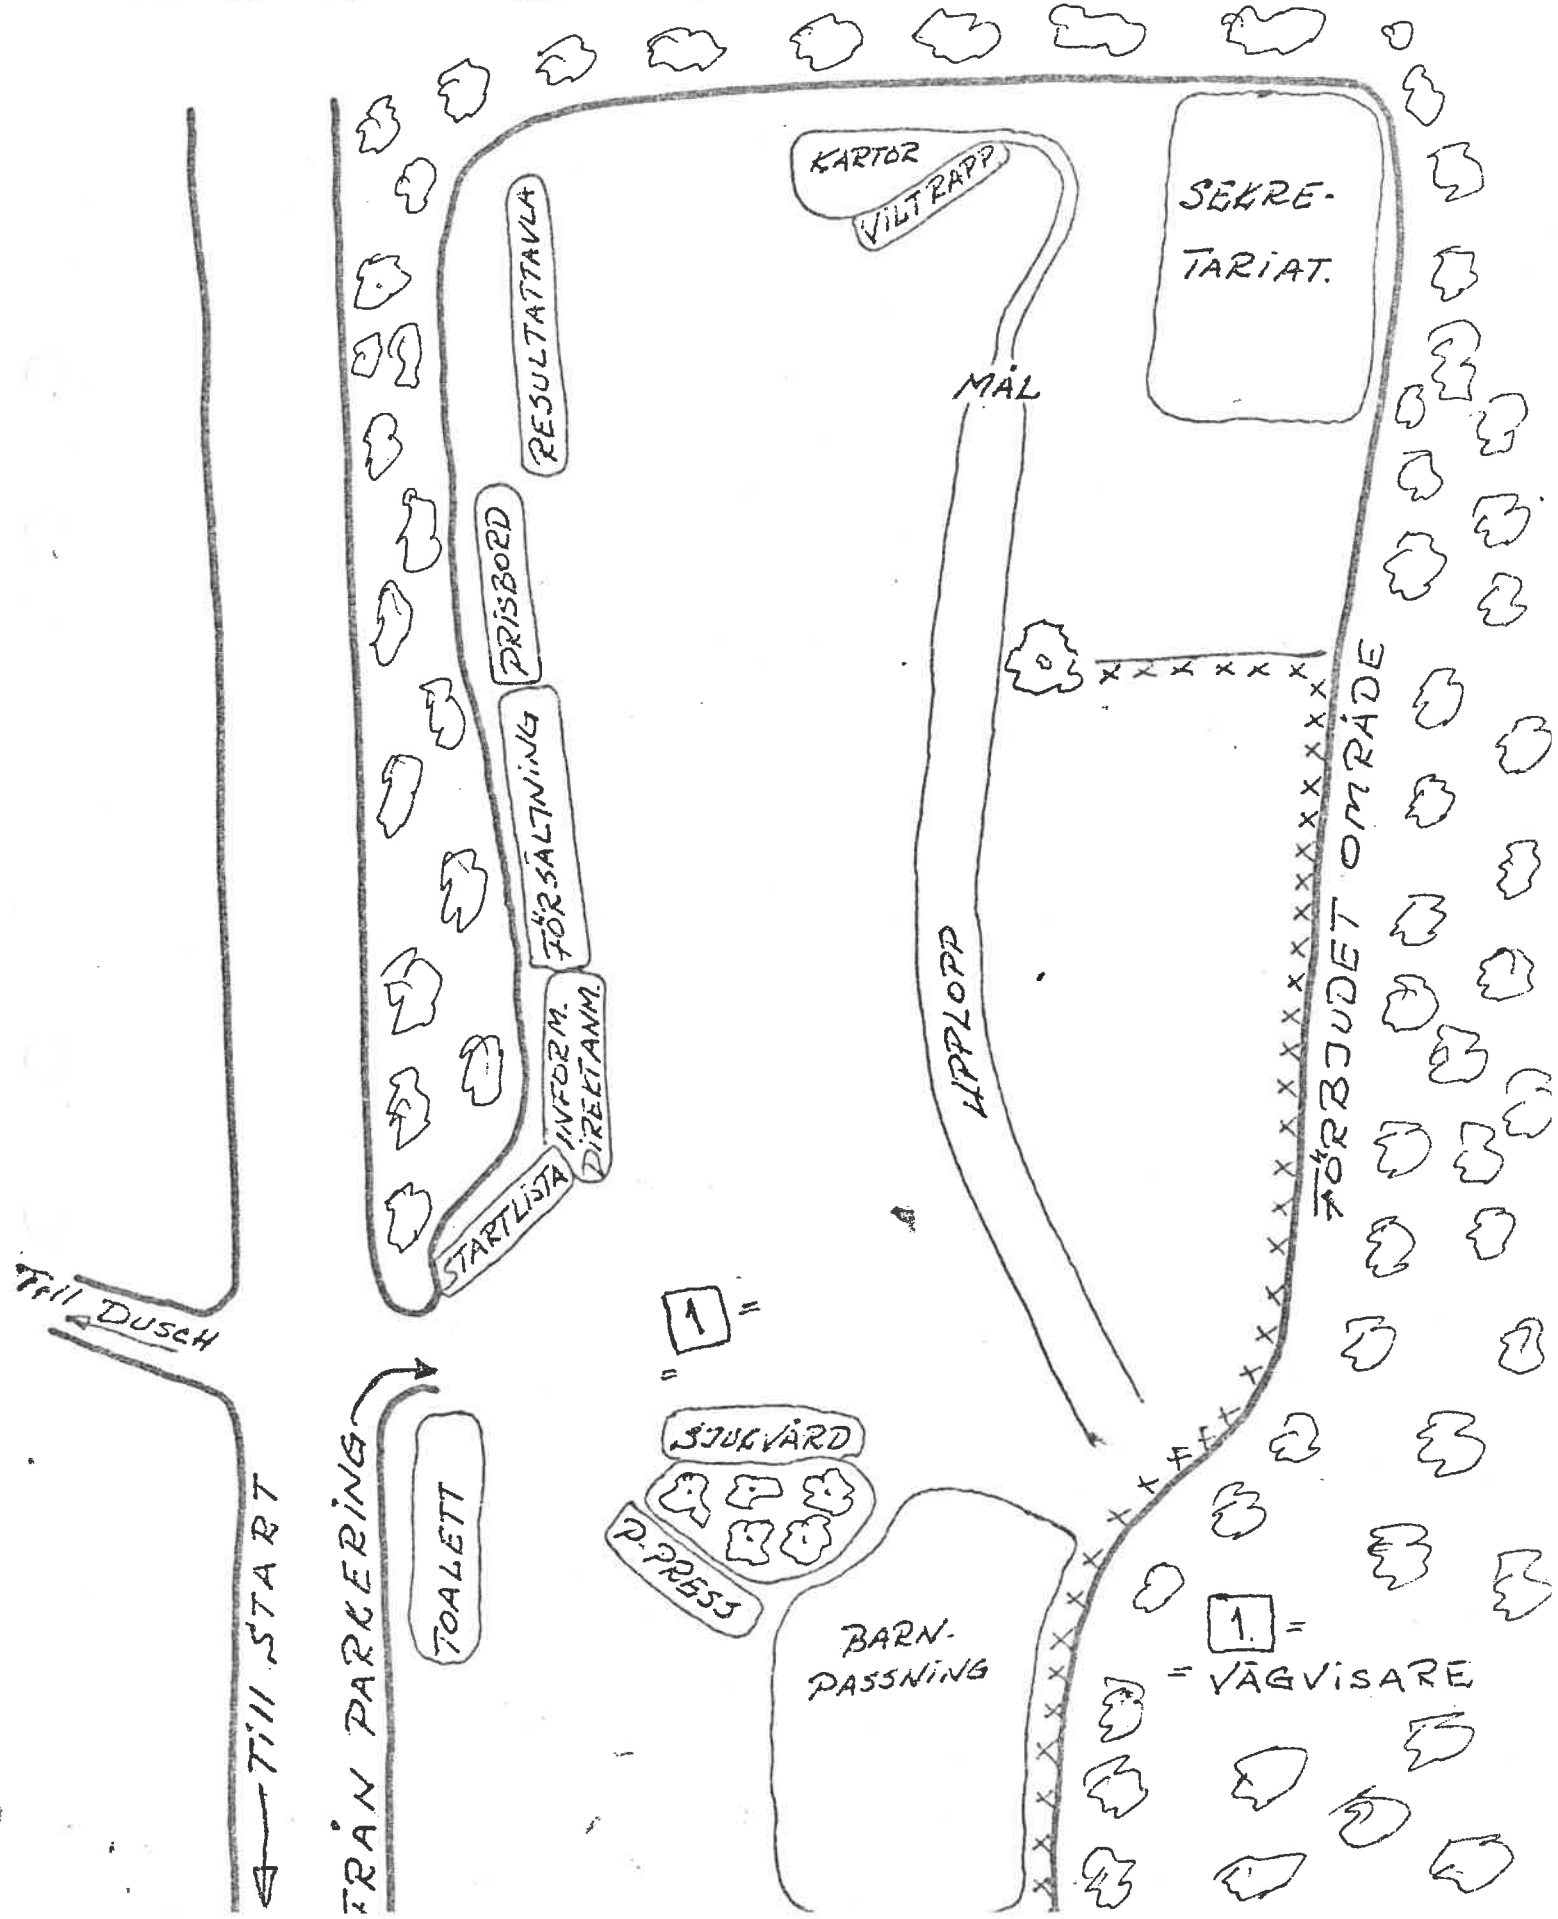 KARTOR
VILTRAPP
SEKRE-
TARIAT.
RESULTATTAVLA
MÅL
PRISBORD
FÖRSÄLJNING
INFORM.
DIREKTANM.
STARTLISTA
UPPLOPP
FÖRBJUDET OMRÅDE
Till DUSCH
1 =
=
SJUKVÅRD
P-PRESS
TOALETT
FRÅN PARKERING
Till START
BARN-
PASSNING
1. =
= VÄGVISARE